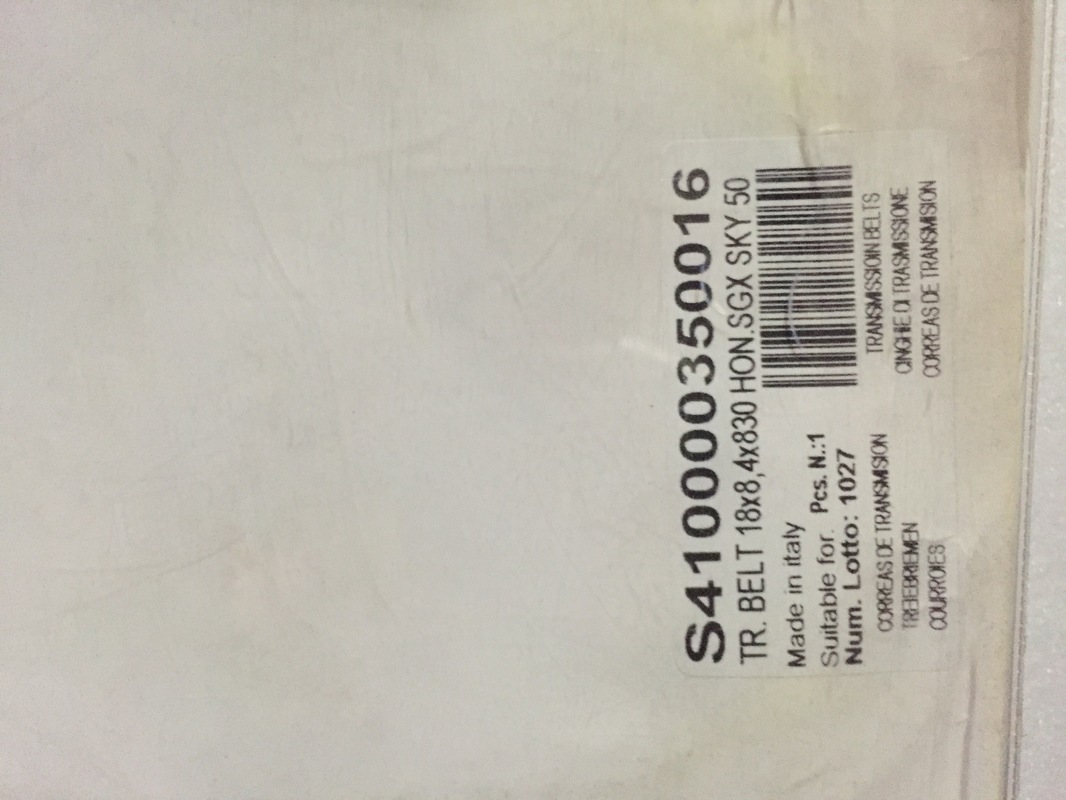 S410000350016
TR. BELT 18x8,4x830 HON.SGX SKY 50
Made in italy
Suitable for. Pcs. N.:1
Num. Lotto: 1027
CORREAS DE TRANSMISION TRANSMISSION BELTS
TREIEBRIEMEN CINGHIE DI TRASMISSIONE
COURROIES CORREAS DE TRANSMISION